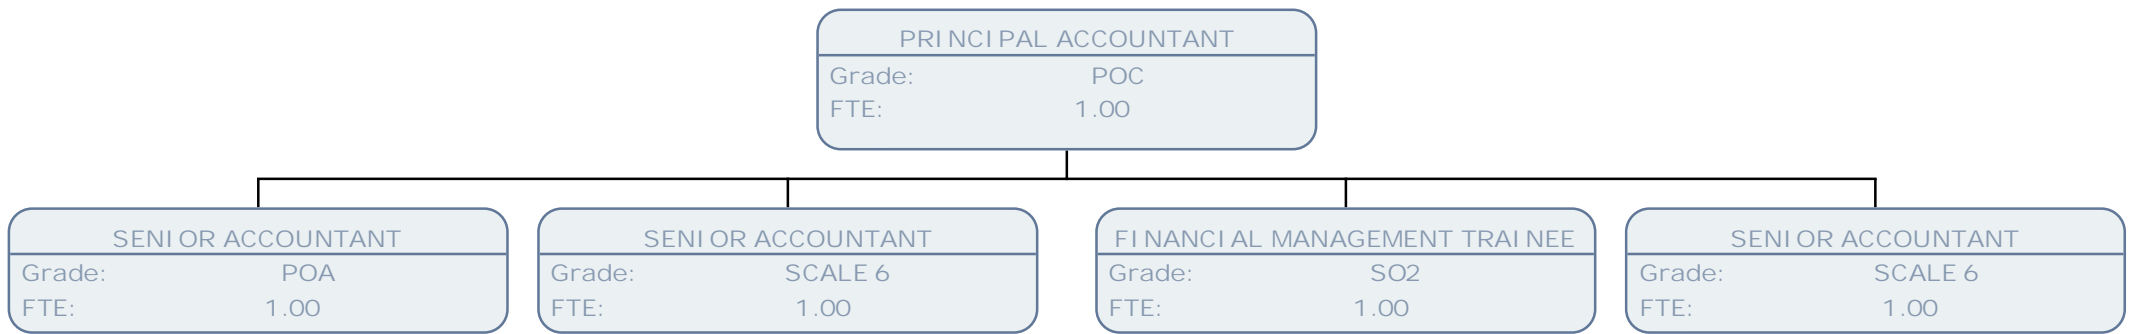 PRINCIPAL ACCOUNTANT
Grade: POC
FTE: 1.00
SENIOR ACCOUNTANT
Grade: POA
FTE: 1.00
SENIOR ACCOUNTANT
Grade: SCALE 6
FTE: 1.00
FINANCIAL MANAGEMENT TRAINEE
Grade: SO2
FTE: 1.00
SENIOR ACCOUNTANT
Grade: SCALE 6
FTE: 1.00